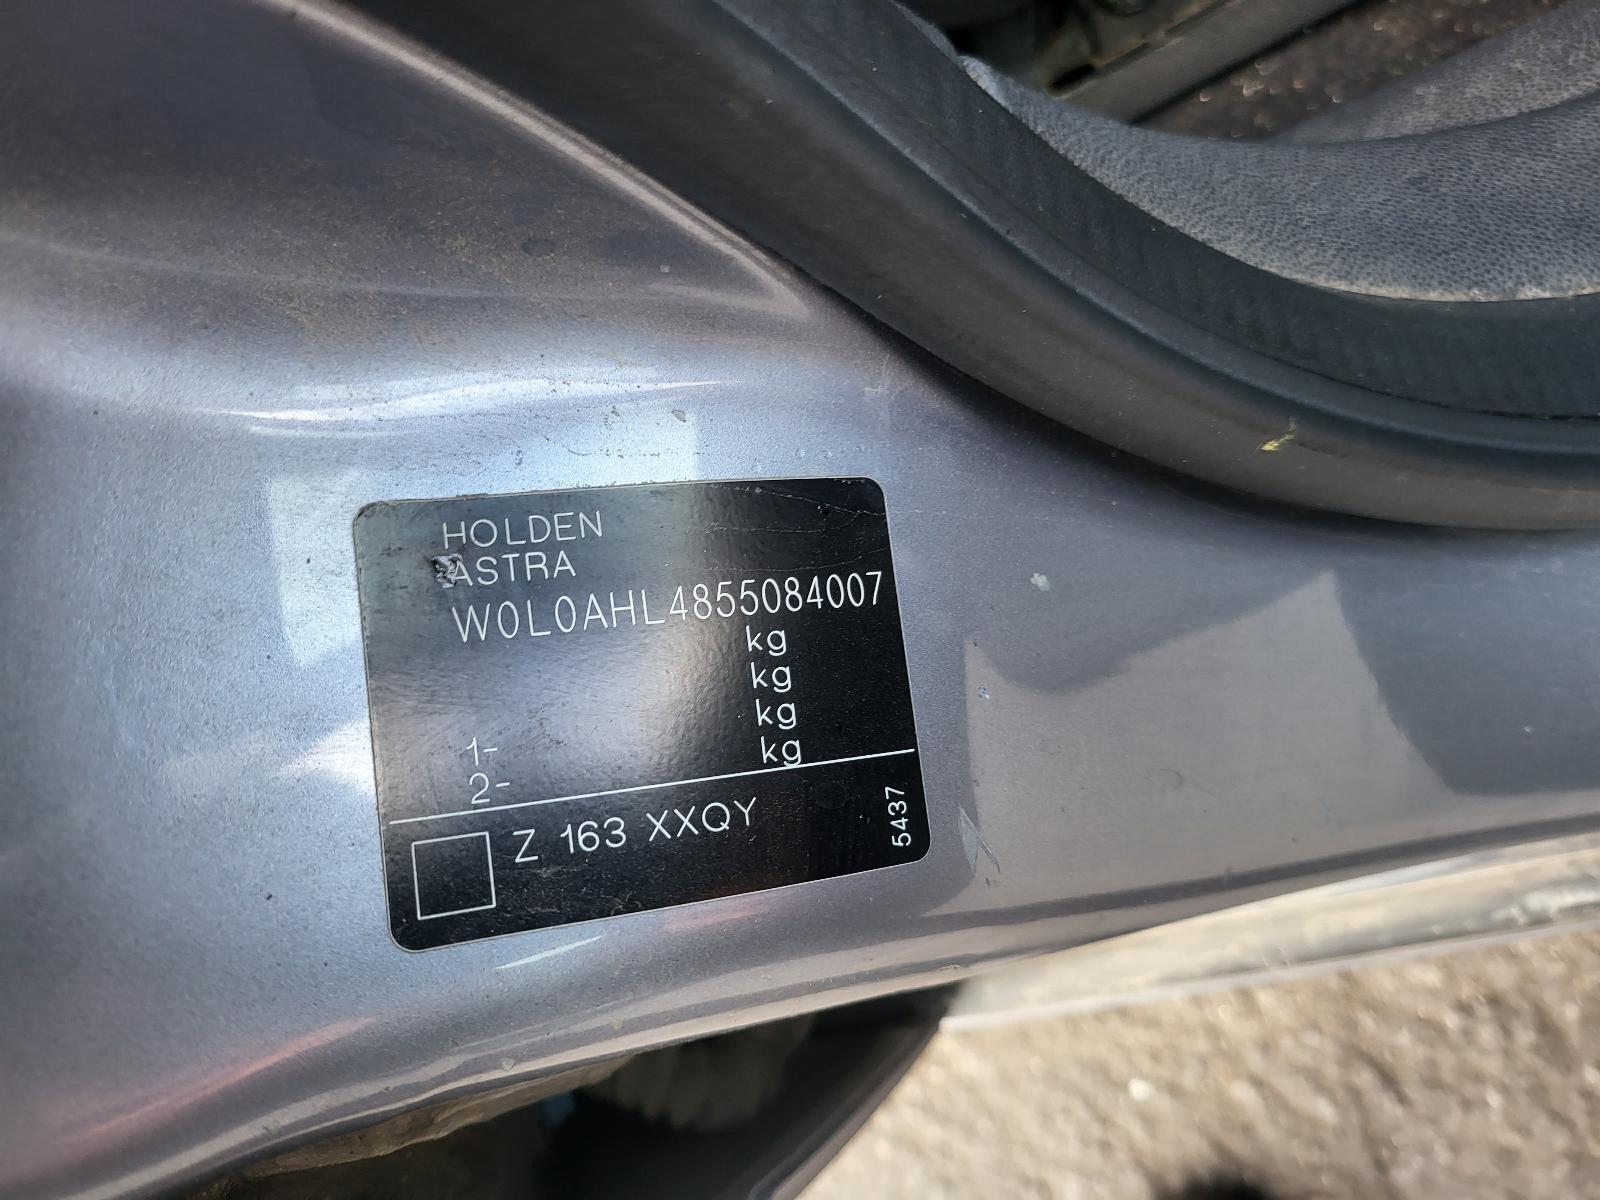 HOLDEN
ASTRA
W0L0AHL4855084007
kg
kg
kg
1- kg
2-
Z 163 XXQY
5437